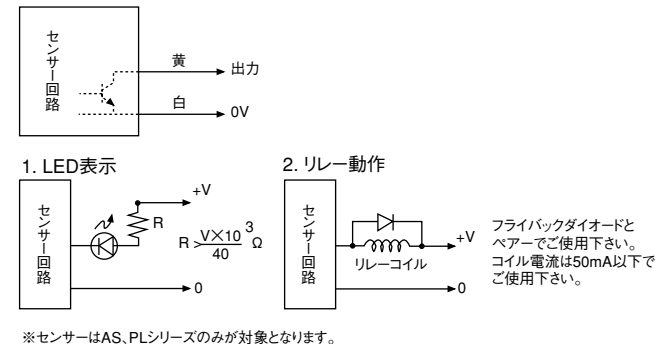 センサー回路
黄
出力
白
0V
1. LED表示
センサー回路
+V
R
R > V×10³/40 Ω
0
2. リレー動作
センサー回路
+V
リレーコイル
0
フライバックダイオードと
ペアーでご使用下さい。
コイル電流は50mA以下で
ご使用下さい。
※センサーはAS、PLシリーズのみが対象となります。